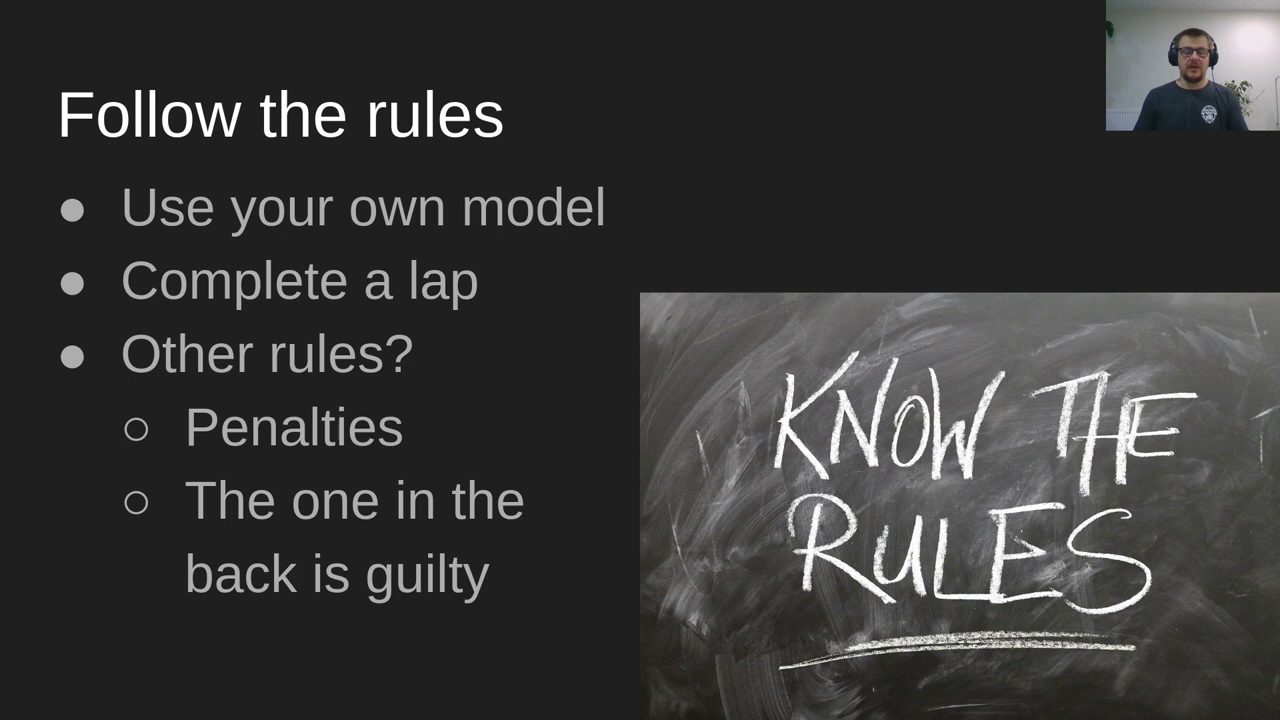 Follow the rules
● Use your own model
● Complete a lap
● Other rules?
○ Penalties
○ The one in the
back is guilty
KNOW THE
RULES